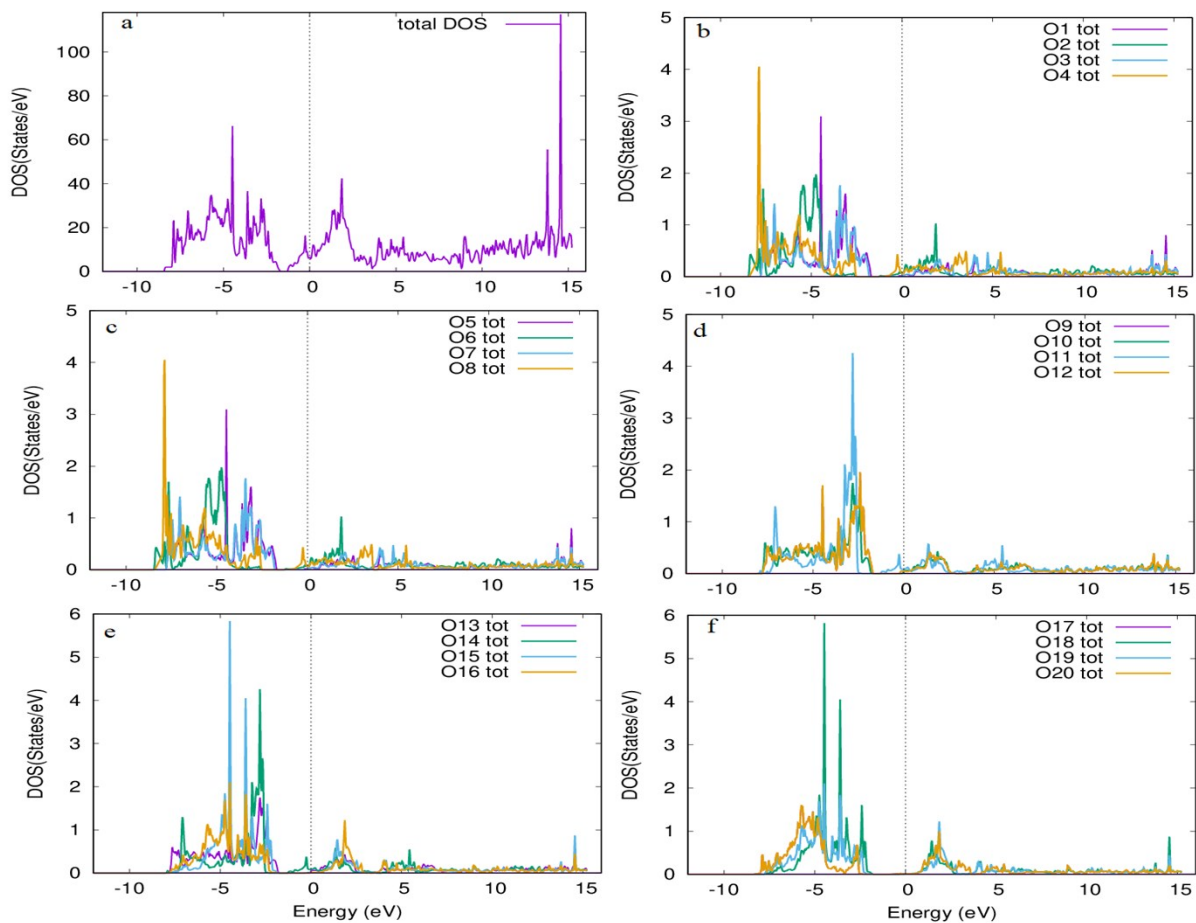 a
total DOS
DOS(States/eV)
100
80
60
40
20
0
-10 -5 0 5 10 15
b
O1 tot
O2 tot
O3 tot
O4 tot
DOS(States/eV)
5
4
3
2
1
0
-10 -5 0 5 10 15
c
O5 tot
O6 tot
O7 tot
O8 tot
DOS(States/eV)
5
4
3
2
1
0
-10 -5 0 5 10 15
d
O9 tot
O10 tot
O11 tot
O12 tot
DOS(States/eV)
5
4
3
2
1
0
-10 -5 0 5 10 15
e
O13 tot
O14 tot
O15 tot
O16 tot
DOS(States/eV)
6
5
4
3
2
1
0
-10 -5 0 5 10 15
Energy (eV)
f
O17 tot
O18 tot
O19 tot
O20 tot
DOS(States/eV)
6
5
4
3
2
1
0
-10 -5 0 5 10 15
Energy (eV)